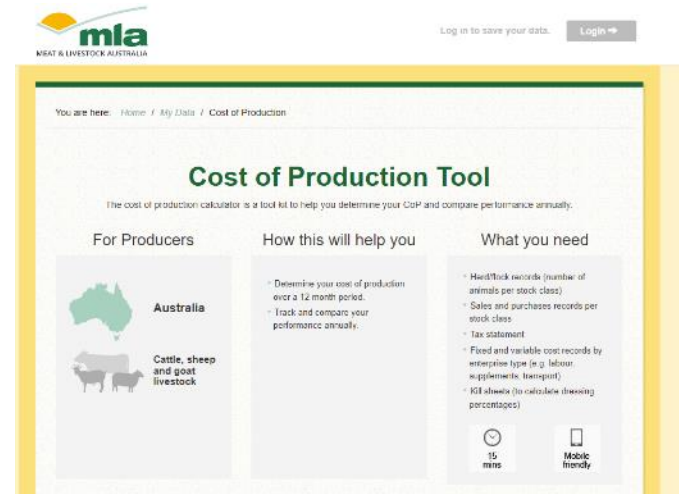 mla
MEAT & LIVESTOCK AUSTRALIA
Log in to save your data.
Login
You are here: Home / My Data / Cost of Production
Cost of Production Tool
The cost of production calculator is a tool kit to help you determine your CoP and compare performance annually.
For Producers
Australia
Cattle, sheep
and goat
livestock
How this will help you
Determine your cost of production
over a 12 month period.
Track and compare your
performance annually.
What you need
Herd/flock records (number of
animals per stock class)
Sales and purchases records per
stock class
Tax statement
Fixed and variable cost records by
enterprise type (e.g. labour,
supplements, transport)
Kill sheets (to calculate dressing
percentages)
15
mins
Mobile
friendly